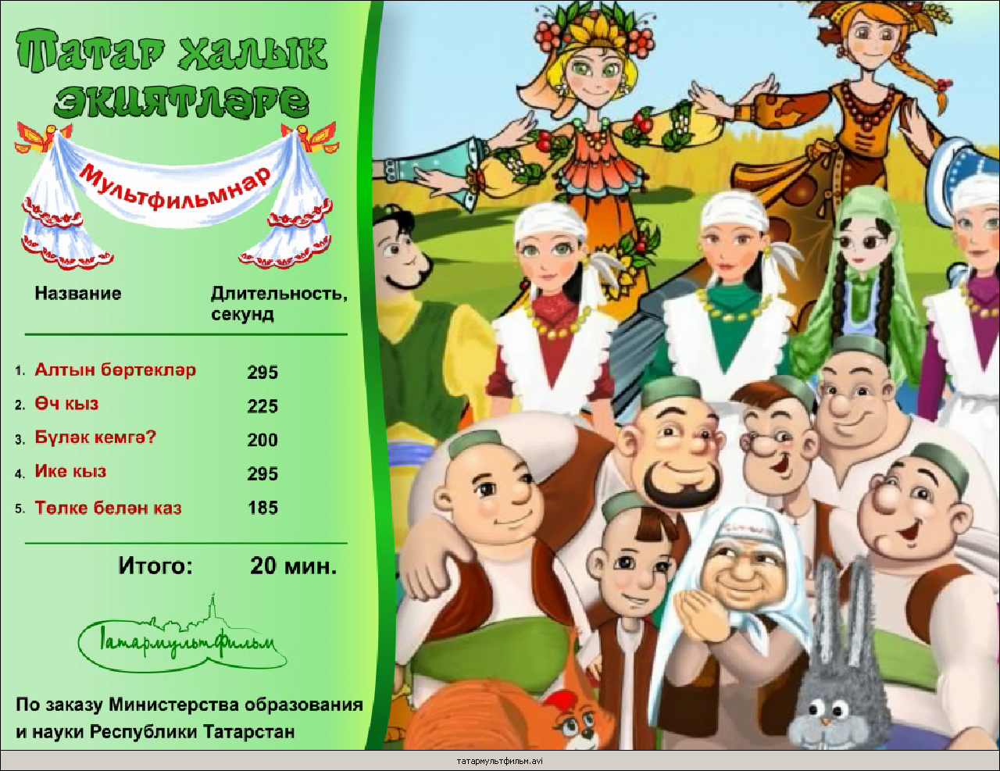 Татар халык
әкиятләре
Мультфильмнар
Название Длительность,
секунд
1. Алтын бөртекләр 295
2. Өч кыз 225
3. Бүләк кемгә? 200
4. Ике кыз 295
5. Төлке белән каз 185
Итого: 20 мин.
Татармультфильм
По заказу Министерства образования
и науки Республики Татарстан
татармультфильм.avi